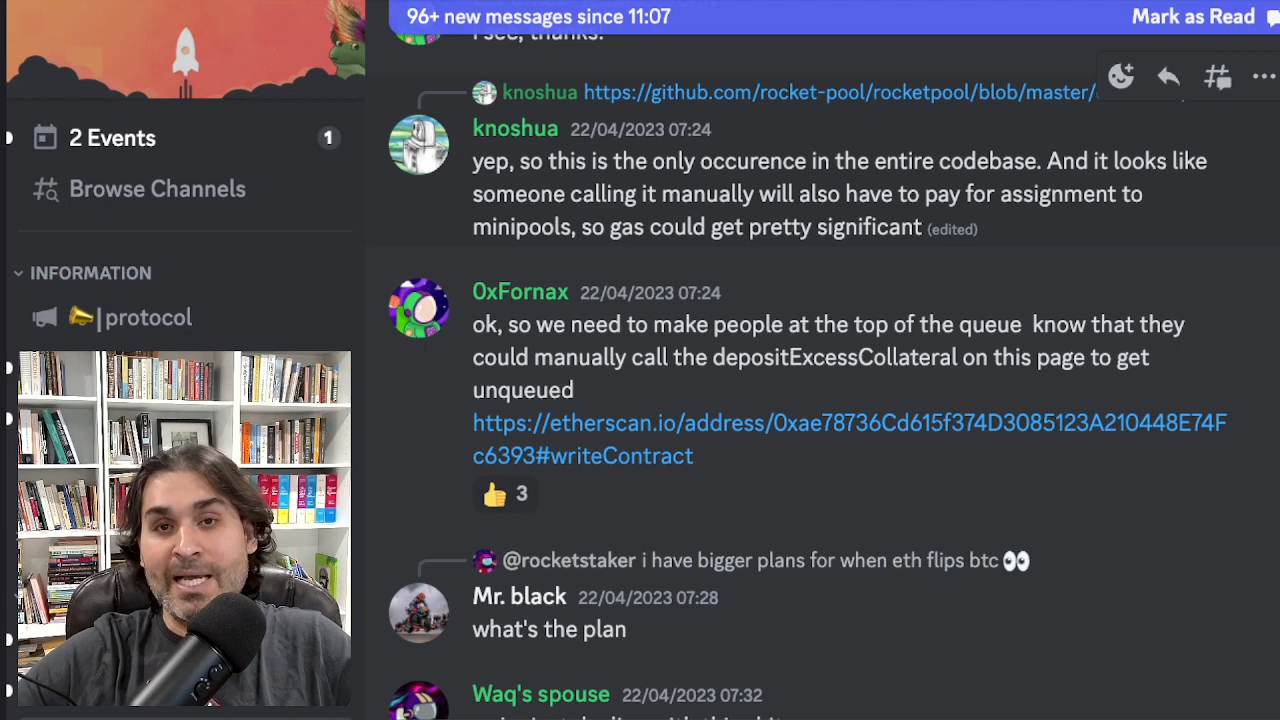 96+ new messages since 11:07
Mark as Read
I see, thanks.
knoshua https://github.com/rocket-pool/rocketpool/blob/master/
2 Events
1
knoshua 22/04/2023 07:24
yep, so this is the only occurence in the entire codebase. And it looks like
someone calling it manually will also have to pay for assignment to
minipools, so gas could get pretty significant (edited)
Browse Channels
INFORMATION
protocol
0xFornax 22/04/2023 07:24
ok, so we need to make people at the top of the queue know that they
could manually call the depositExcessCollateral on this page to get
unqueued
https://etherscan.io/address/0xae78736Cd615f374D3085123A210448E74F
c6393#writeContract
👍 3
@rocketstaker i have bigger plans for when eth flips btc 👀
Mr. black 22/04/2023 07:28
what's the plan
Waq's spouse 22/04/2023 07:32